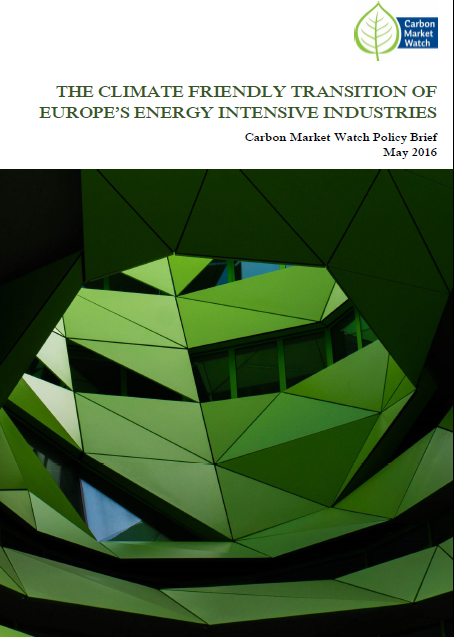 Carbon
Market
Watch
THE CLIMATE FRIENDLY TRANSITION OF
EUROPE'S ENERGY INTENSIVE INDUSTRIES
Carbon Market Watch Policy Brief
May 2016